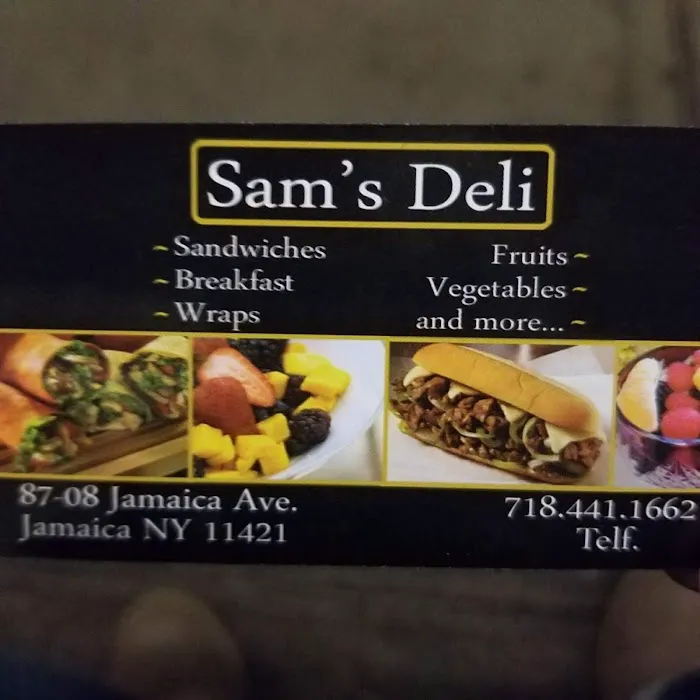 Sam's Deli
~ Sandwiches
~ Breakfast
~ Wraps
Fruits ~
Vegetables ~
and more... ~
87-08 Jamaica Ave.
Jamaica NY 11421
718.441.1662
Telf.